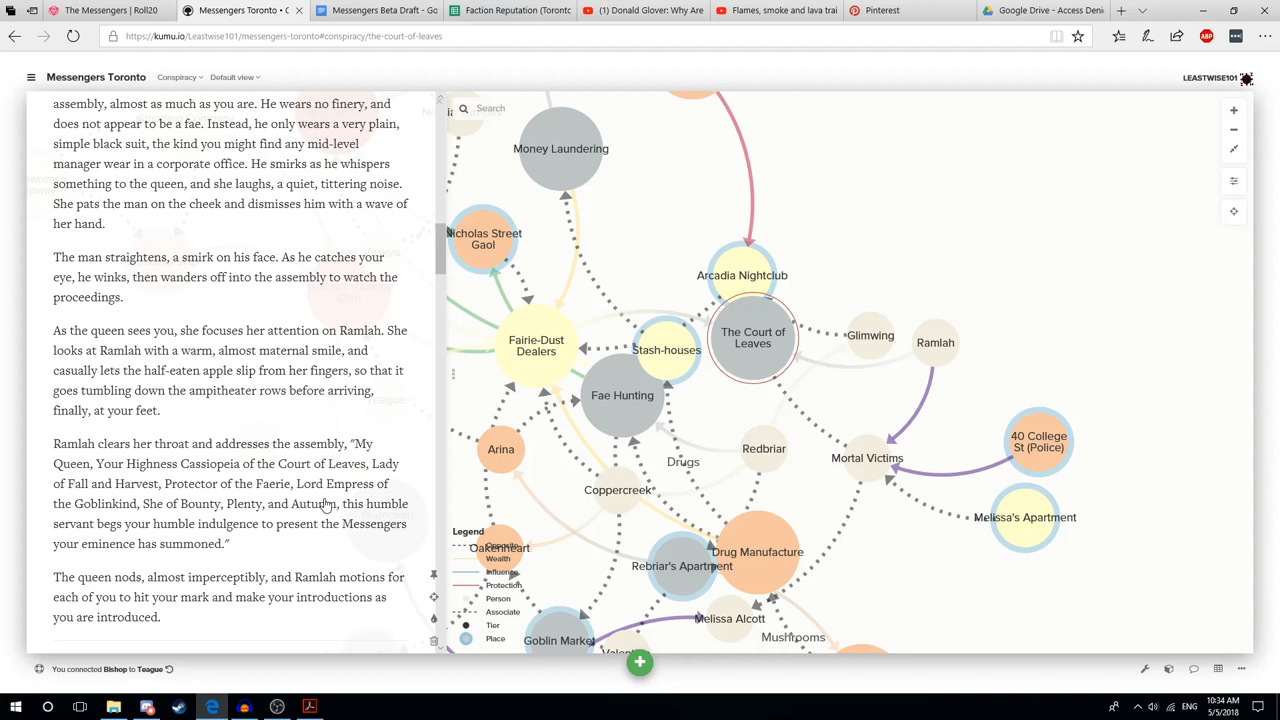 The Messengers | Roll20
Messengers Toronto • C
Messengers Beta Draft - Go
Faction Reputation (Toront
(1) Donald Glover: Why Are
Flames, smoke and lava trai
Pinterest
Google Drive - Access Deni
https://kumu.io/Leastwise101/messengers-toronto#conspiracy/the-court-of-leaves
ABP
Messengers Toronto
Conspiracy
Default view
LEASTWISE101
assembly, almost as much as you are. He wears no finery, and
does not appear to be a fae. Instead, he only wears a very plain,
simple black suit, the kind you might find any mid-level
manager wear in a corporate office. He smirks as he whispers
something to the queen, and she laughs, a quiet, tittering noise.
She pats the man on the cheek and dismisses him with a wave of
her hand.
The man straightens, a smirk on his face. As he catches your
eye, he winks, then wanders off into the assembly to watch the
proceedings.
As the queen sees you, she focuses her attention on Ramlah. She
looks at Ramlah with a warm, almost maternal smile, and
casually lets the half-eaten apple slip from her fingers, so that it
goes tumbling down the ampitheater rows before arriving,
finally, at your feet.
Ramlah clears her throat and addresses the assembly, "My
Queen, Your Highness Cassiopeia of the Court of Leaves, Lady
of Fall and Harvest, Protector of the Faerie, Lord Empress of
the Goblinkind, She of Bounty, Plenty, and Autumn, this humble
servant begs your humble indulgence to present the Messengers
your eminence has summoned."
The queen nods, almost imperceptibly, and Ramlah motions for
each of you to hit your mark and make your introductions as
you are introduced.
Search
Money Laundering
Nicholas Street
Gaol
Arcadia Nightclub
Fairie-Dust
Dealers
Stash-houses
The Court of
Leaves
Glimwing
Ramlah
Fae Hunting
Arina
Redbriar
Drugs
Mortal Victims
40 College
St (Police)
Coppercreek
Melissa's Apartment
Legend
Oakenheart
Opposite
Wealth
Influence
Protection
Person
Associate
Tier
Place
Rebriar's Apartment
Drug Manufacture
Melissa Alcott
Goblin Market
Mushrooms
You connected Bishop to Teague
ENG
10:34 AM
5/5/2018